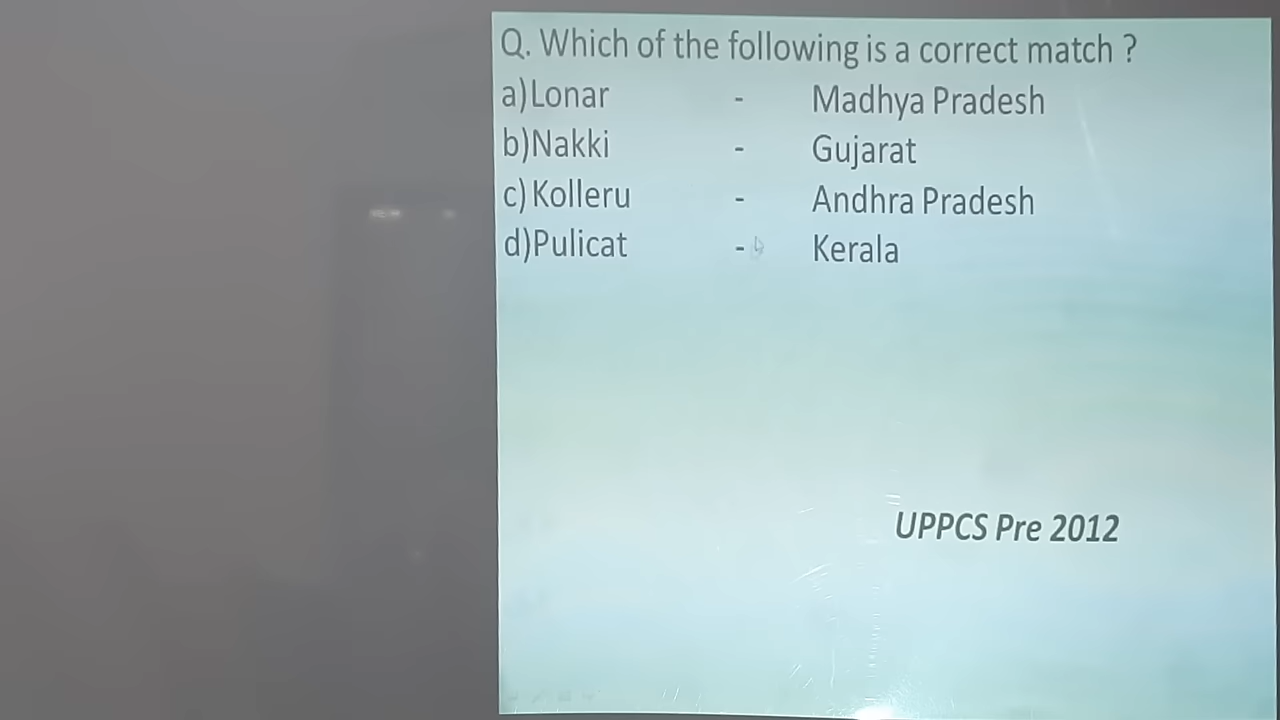 Q. Which of the following is a correct match ?
a)Lonar - Madhya Pradesh
b)Nakki - Gujarat
c) Kolleru - Andhra Pradesh
d)Pulicat - Kerala
UPPCS Pre 2012